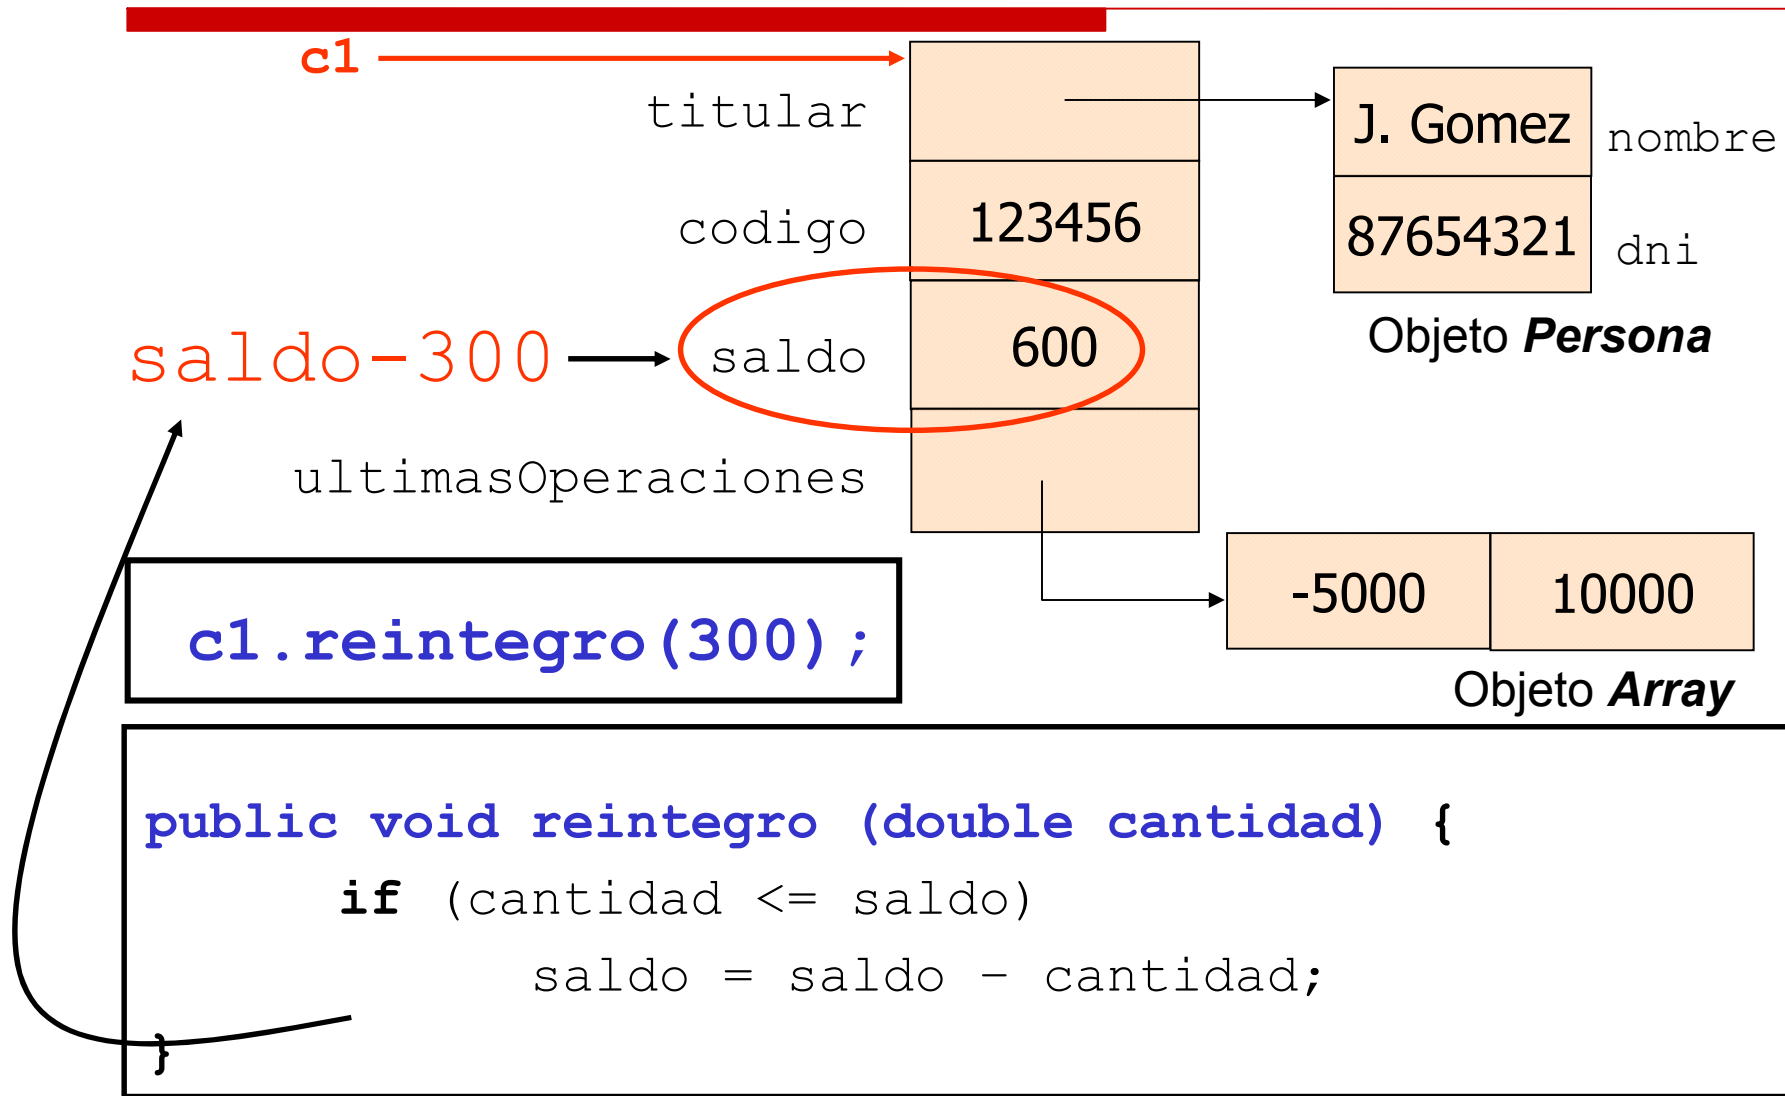 c1
titular
J. Gomez nombre
codigo 123456
87654321 dni
saldo-300 saldo 600
Objeto Persona
ultimasOperaciones
-5000 10000
c1.reintegro(300);
Objeto Array
public void reintegro (double cantidad) {
if (cantidad <= saldo)
saldo = saldo – cantidad;
}